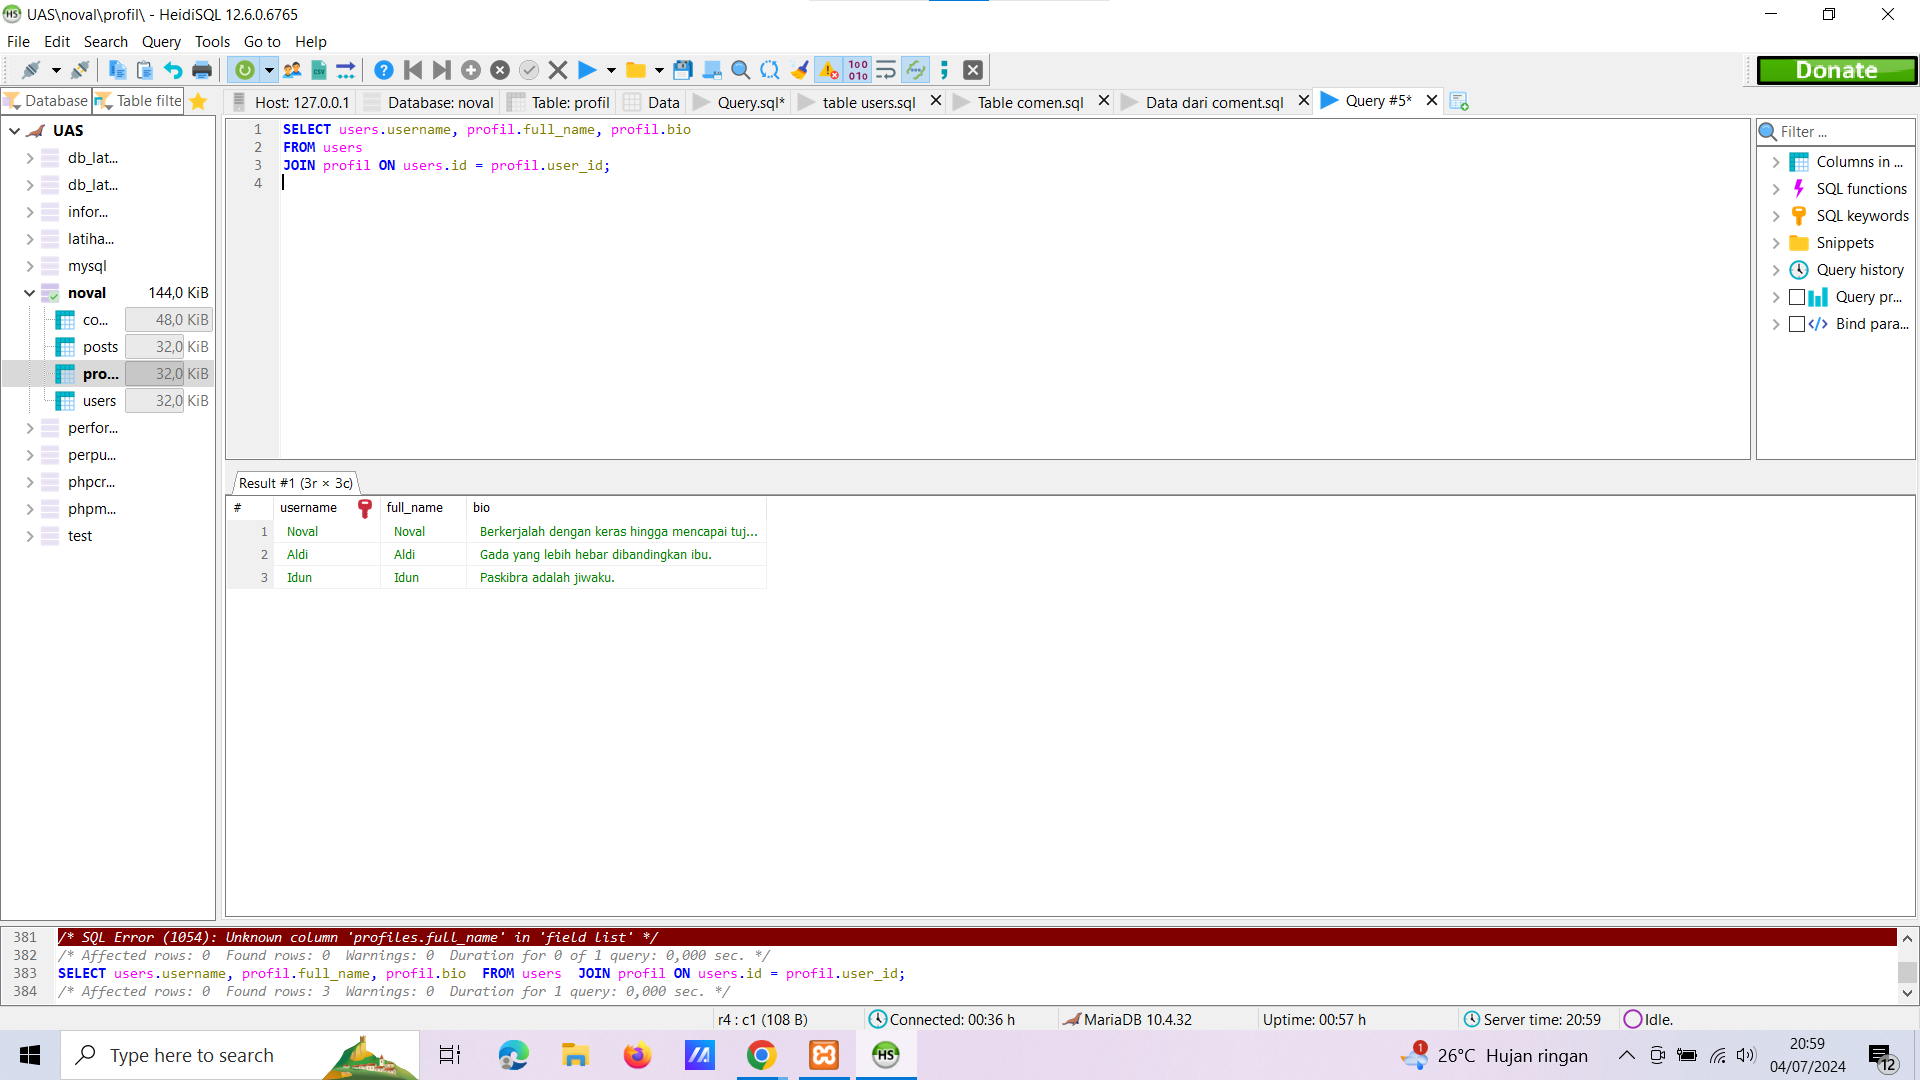 UAS\noval\profil\ - HeidiSQL 12.6.0.6765
File Edit Search Query Tools Go to Help
Donate
Database
Table filte
Host: 127.0.0.1
Database: noval
Table: profil
Data
Query.sql*
table users.sql
Table comen.sql
Data dari coment.sql
Query #5*
UAS
db_lat...
db_lat...
infor...
latiha...
mysql
noval 144,0 KiB
co... 48,0 KiB
posts 32,0 KiB
pro... 32,0 KiB
users 32,0 KiB
perfor...
perpu...
phpcr...
phpm...
test
1 SELECT users.username, profil.full_name, profil.bio
2 FROM users
3 JOIN profil ON users.id = profil.user_id;
4
Filter ...
Columns in ...
SQL functions
SQL keywords
Snippets
Query history
Query pr...
Bind para...
Result #1 (3r × 3c)
# username full_name bio
1 Noval Noval Berkerjalah dengan keras hingga mencapai tuj...
2 Aldi Aldi Gada yang lebih hebar dibandingkan ibu.
3 Idun Idun Paskibra adalah jiwaku.
381 /* SQL Error (1054): Unknown column 'profiles.full_name' in 'field list' */
382 /* Affected rows: 0 Found rows: 0 Warnings: 0 Duration for 0 of 1 query: 0,000 sec. */
383 SELECT users.username, profil.full_name, profil.bio FROM users JOIN profil ON users.id = profil.user_id;
384 /* Affected rows: 0 Found rows: 3 Warnings: 0 Duration for 1 query: 0,000 sec. */
r4 : c1 (108 B)
Connected: 00:36 h
MariaDB 10.4.32
Uptime: 00:57 h
Server time: 20:59
Idle.
Type here to search
HS
1
26°C Hujan ringan
20:59
04/07/2024
12